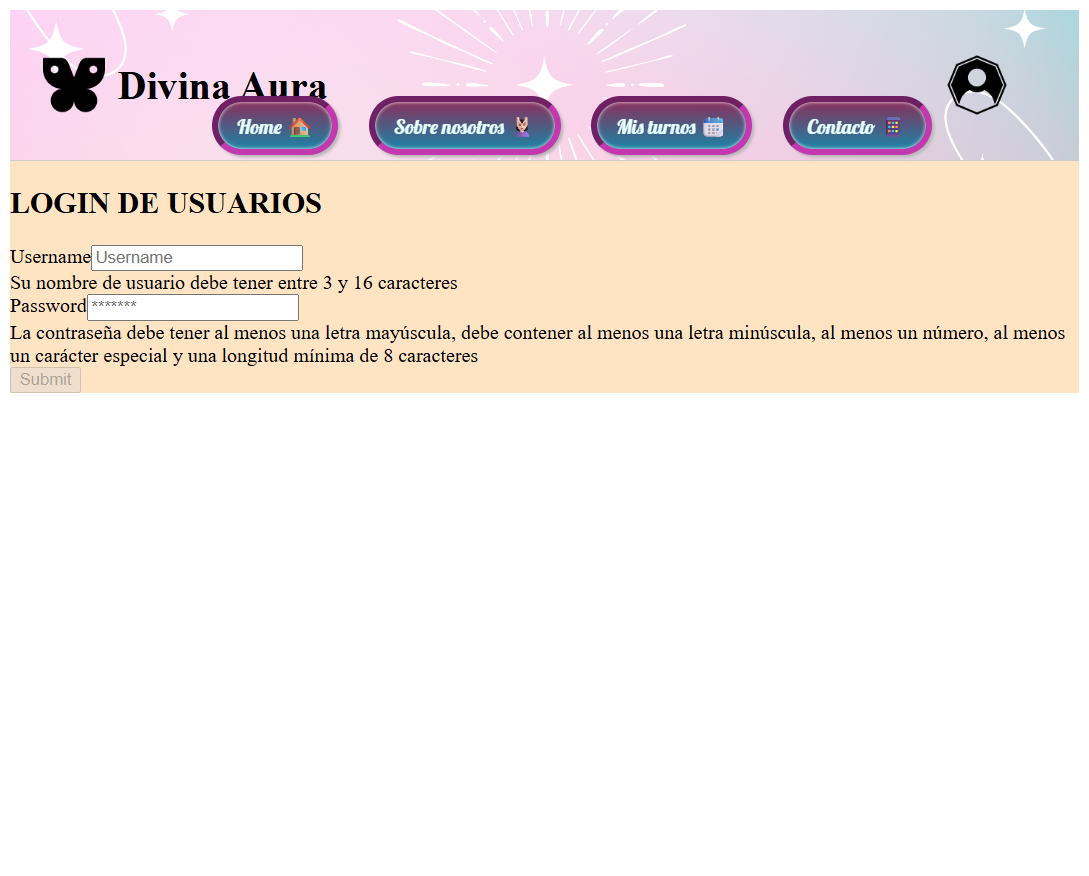 Divina Aura
Home 🏠 Sobre nosotros 💆🏻‍♀️ Mis turnos 🗓️ Contacto 📱
LOGIN DE USUARIOS
Username Username
Su nombre de usuario debe tener entre 3 y 16 caracteres
Password *******
La contraseña debe tener al menos una letra mayúscula, debe contener al menos una letra minúscula, al menos un número, al menos
un carácter especial y una longitud mínima de 8 caracteres
Submit